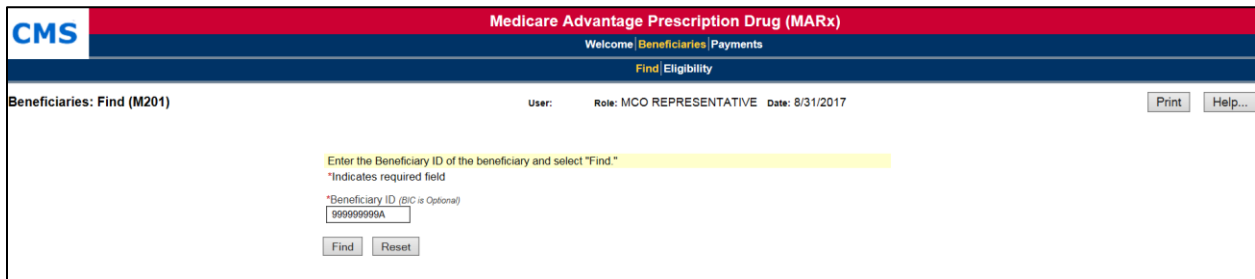 CMS
Medicare Advantage Prescription Drug (MARx)
Welcome|Beneficiaries|Payments
Find|Eligibility
Beneficiaries: Find (M201)
User: Role: MCO REPRESENTATIVE Date: 8/31/2017
Print Help...
Enter the Beneficiary ID of the beneficiary and select "Find."
*Indicates required field
*Beneficiary ID (BIC is Optional)
999999999A
Find Reset